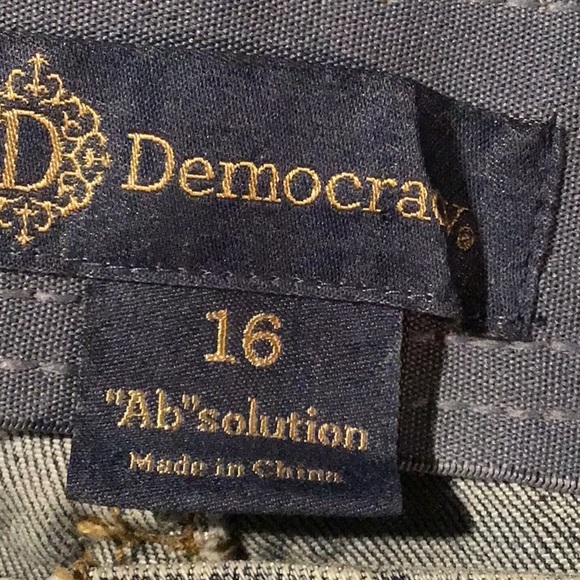 D Democracy®
16
"Ab"solution
Made in China